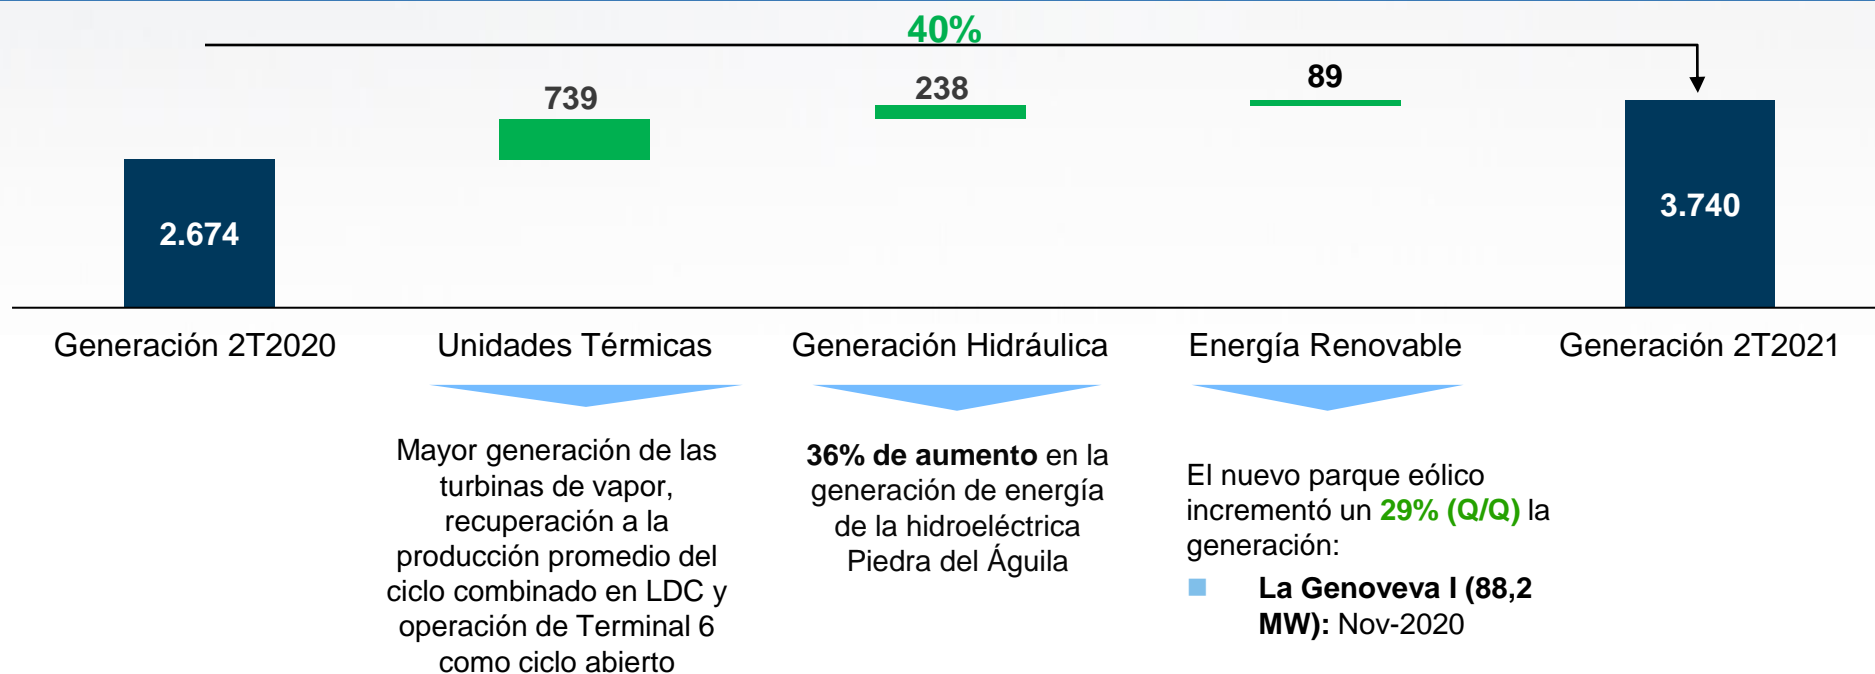 40%
739
238
89
2.674
3.740
Generación 2T2020
Unidades Térmicas
Generación Hidráulica
Energía Renovable
Generación 2T2021
Mayor generación de las
turbinas de vapor,
recuperación a la
producción promedio del
ciclo combinado en LDC y
operación de Terminal 6
como ciclo abierto
36% de aumento en la
generación de energía
de la hidroeléctrica
Piedra del Águila
El nuevo parque eólico
incrementó un 29% (Q/Q) la
generación:
La Genoveva I (88,2
MW): Nov-2020